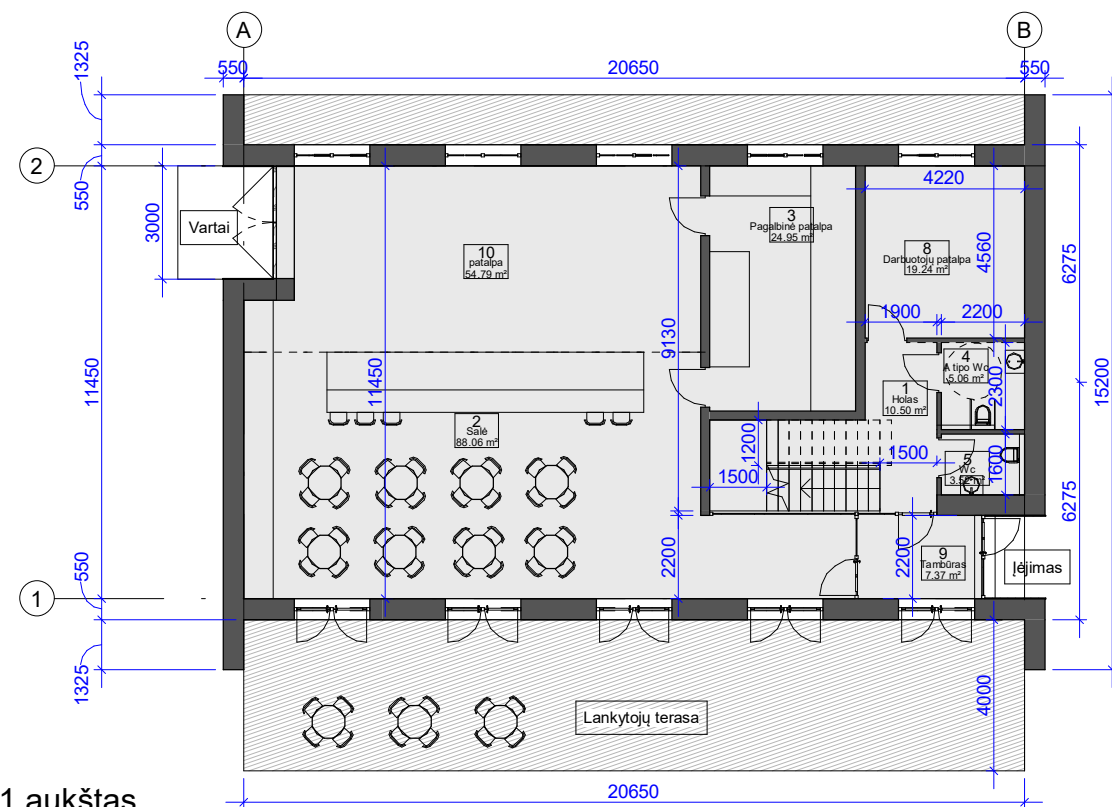 A
B
1325
550
20650
550
2
550
3000
Vartai
10
patalpa
54.79 m²
3
Pagalbinė patalpa
24.95 m²
4220
8
Darbuotojų patalpa
19.24 m²
4560
6275
1900
2200
11450
11450
9130
15200
4
A tipo Wc
5.06 m²
2300
1
Holas
10.50 m²
2
Salė
88.06 m²
1200
1500
1500
5
Wc
1600
6275
550
2200
2200
9
Tambūras
7.37 m²
Įėjimas
1
1325
Lankytojų terasa
4000
20650
1 aukštas